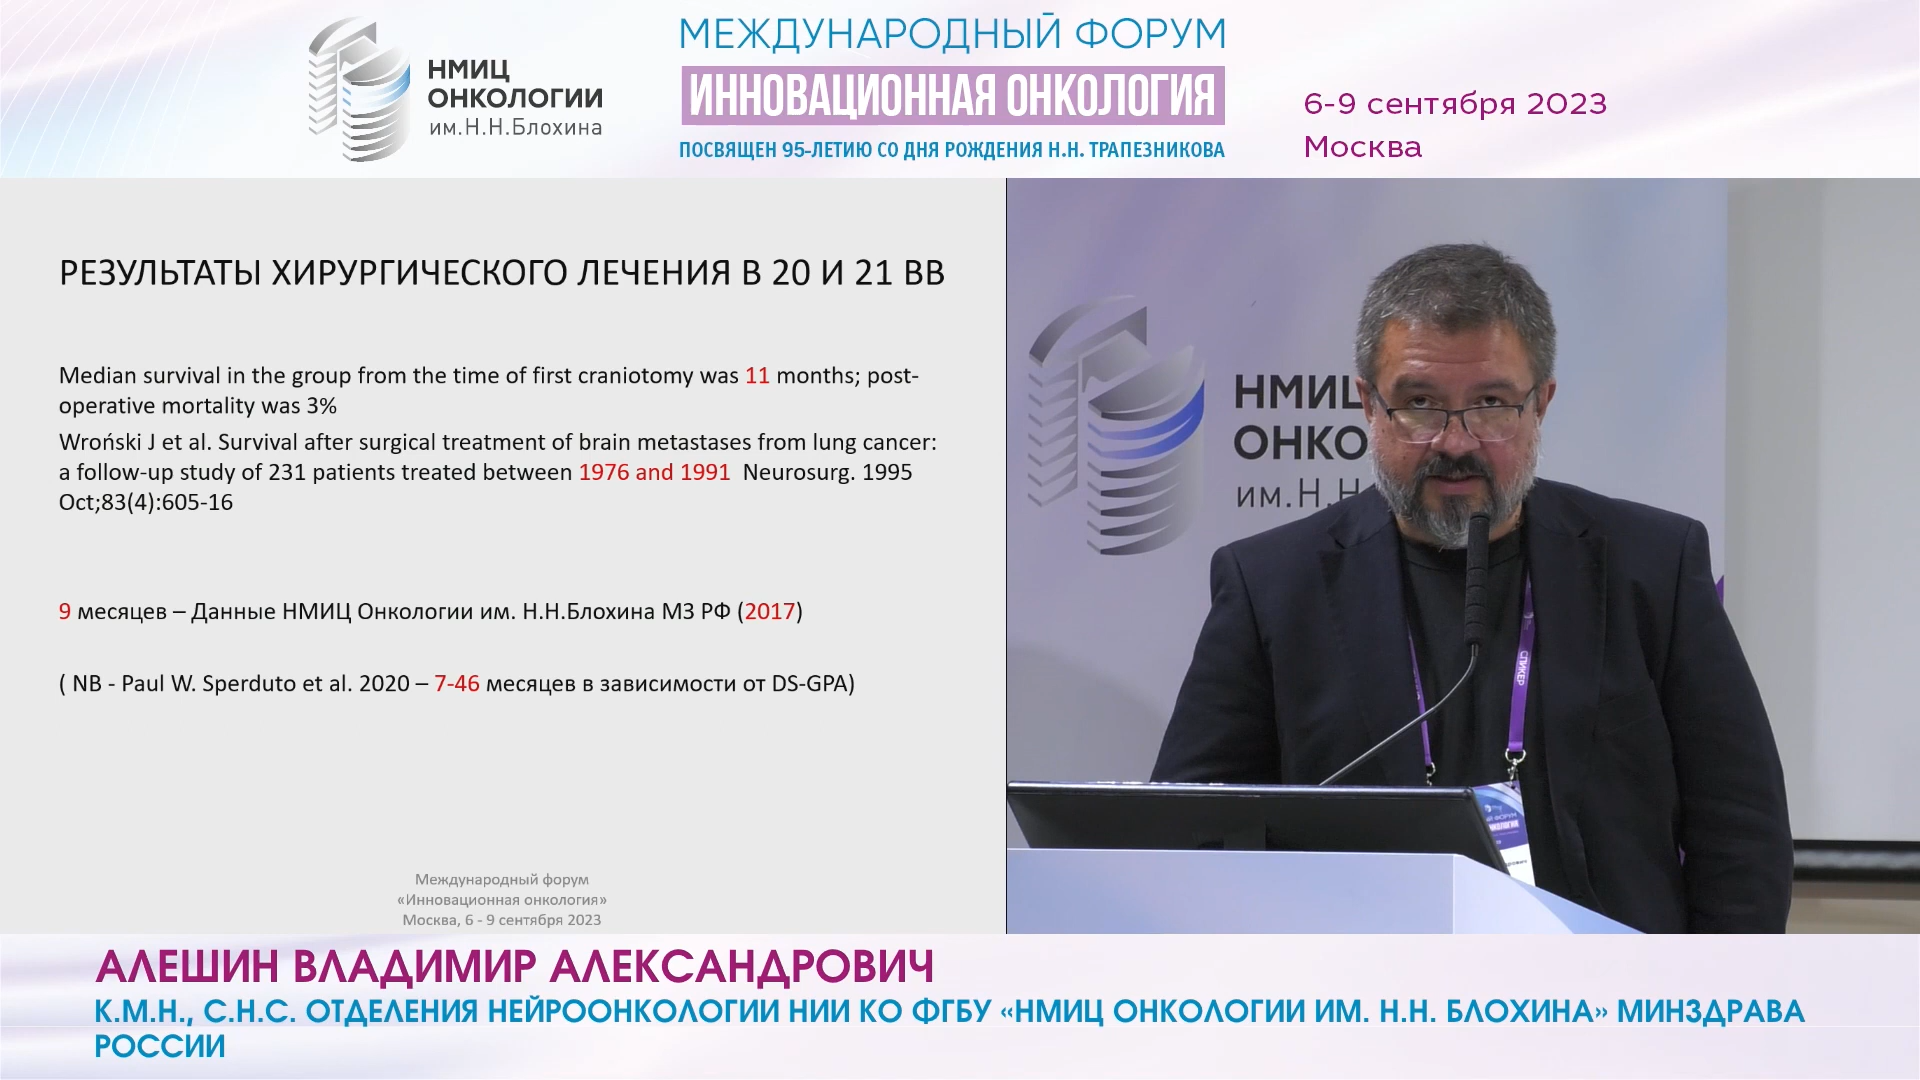 НМИЦ
ОНКОЛОГИИ
им.Н.Н.Блохина
МЕЖДУНАРОДНЫЙ ФОРУМ
ИННОВАЦИОННАЯ ОНКОЛОГИЯ
ПОСВЯЩЕН 95-ЛЕТИЮ СО ДНЯ РОЖДЕНИЯ Н.Н. ТРАПЕЗНИКОВА
6-9 сентября 2023
Москва
РЕЗУЛЬТАТЫ ХИРУРГИЧЕСКОГО ЛЕЧЕНИЯ В 20 И 21 ВВ
Median survival in the group from the time of first craniotomy was 11 months; post-
operative mortality was 3%
Wroński J et al. Survival after surgical treatment of brain metastases from lung cancer:
a follow-up study of 231 patients treated between 1976 and 1991 Neurosurg. 1995
Oct;83(4):605-16
9 месяцев – Данные НМИЦ Онкологии им. Н.Н.Блохина МЗ РФ (2017)
( NB - Paul W. Sperduto et al. 2020 – 7-46 месяцев в зависимости от DS-GPA)
Международный форум
«Инновационная онкология»
Москва, 6 - 9 сентября 2023
НМИЦ
ОНКО
им.Н.Н
СПИКЕР
АЛЕШИН ВЛАДИМИР АЛЕКСАНДРОВИЧ
К.М.Н., С.Н.С. ОТДЕЛЕНИЯ НЕЙРООНКОЛОГИИ НИИ КО ФГБУ «НМИЦ ОНКОЛОГИИ ИМ. Н.Н. БЛОХИНА» МИНЗДРАВА
РОССИИ